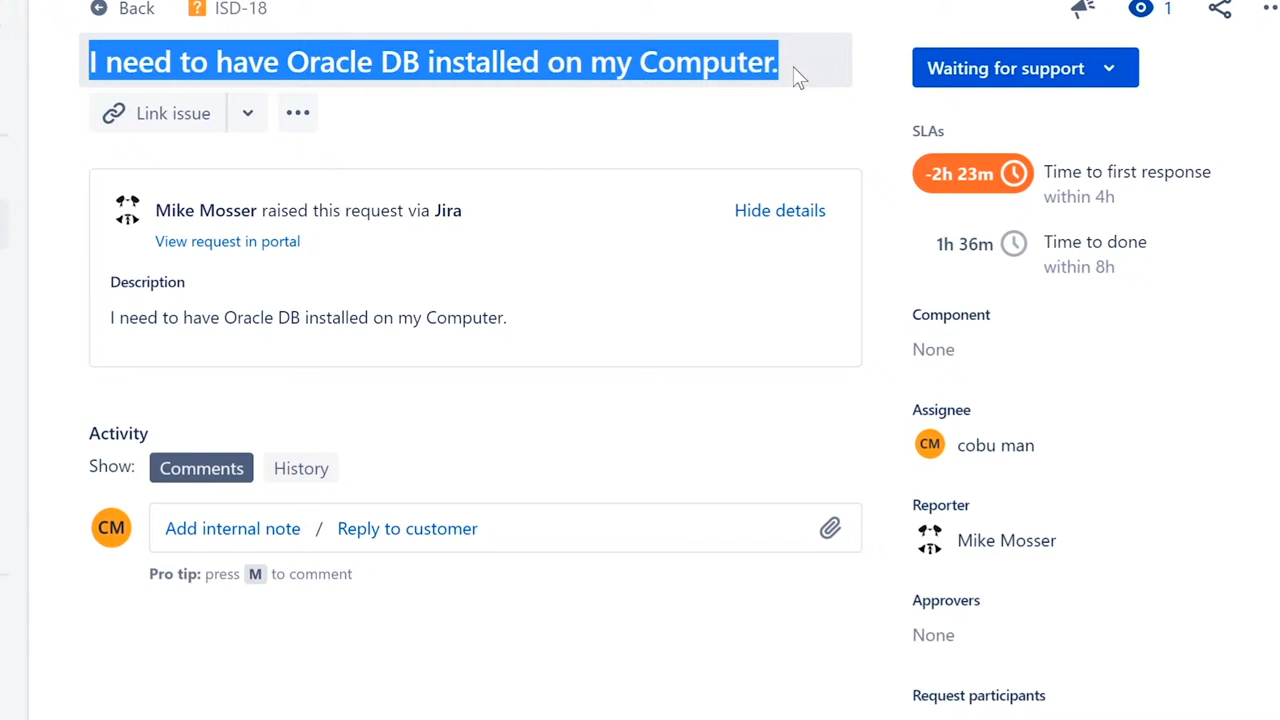 Back
? ISD-18
1
I need to have Oracle DB installed on my Computer.
Link issue
Mike Mosser raised this request via Jira
Hide details
View request in portal
Description
I need to have Oracle DB installed on my Computer.
Activity
Show: Comments History
CM
Add internal note / Reply to customer
Pro tip: press M to comment
Waiting for support
SLAs
-2h 23m
Time to first response
within 4h
1h 36m
Time to done
within 8h
Component
None
Assignee
CM cobu man
Reporter
Mike Mosser
Approvers
None
Request participants